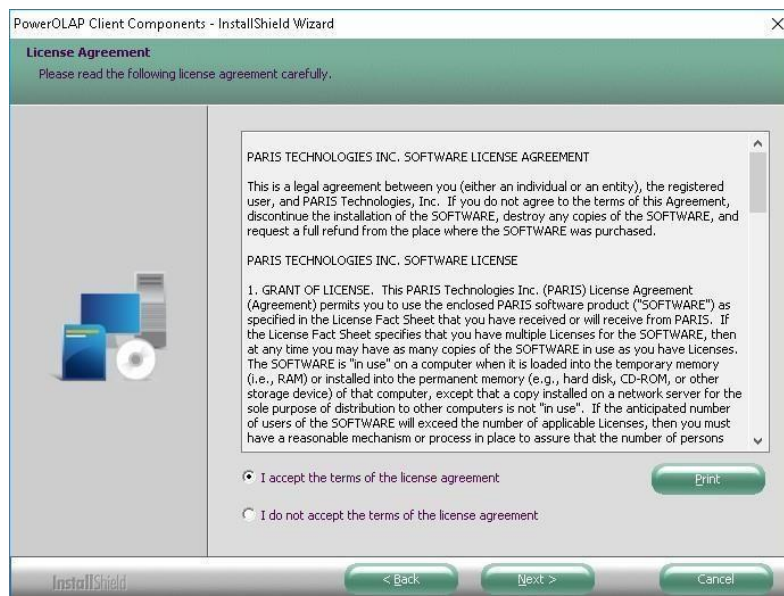 PowerOLAP Client Components - InstallShield Wizard
License Agreement
Please read the following license agreement carefully.
PARIS TECHNOLOGIES INC. SOFTWARE LICENSE AGREEMENT
This is a legal agreement between you (either an individual or an entity), the registered
user, and PARIS Technologies, Inc. If you do not agree to the terms of this Agreement,
discontinue the installation of the SOFTWARE, destroy any copies of the SOFTWARE, and
request a full refund from the place where the SOFTWARE was purchased.
PARIS TECHNOLOGIES INC. SOFTWARE LICENSE
1. GRANT OF LICENSE. This PARIS Technologies Inc. (PARIS) License Agreement
(Agreement) permits you to use the enclosed PARIS software product ("SOFTWARE") as
specified in the License Fact Sheet that you have received or will receive from PARIS. If
the License Fact Sheet specifies that you have multiple Licenses for the SOFTWARE, then
at any time you may have as many copies of the SOFTWARE in use as you have Licenses.
The SOFTWARE is "in use" on a computer when it is loaded into the temporary memory
(i.e., RAM) or installed into the permanent memory (e.g., hard disk, CD-ROM, or other
storage device) of that computer, except that a copy installed on a network server for the
sole purpose of distribution to other computers is not "in use". If the anticipated number
of users of the SOFTWARE will exceed the number of applicable Licenses, then you must
have a reasonable mechanism or process in place to assure that the number of persons
I accept the terms of the license agreement
Print
I do not accept the terms of the license agreement
InstallShield
< Back
Next >
Cancel